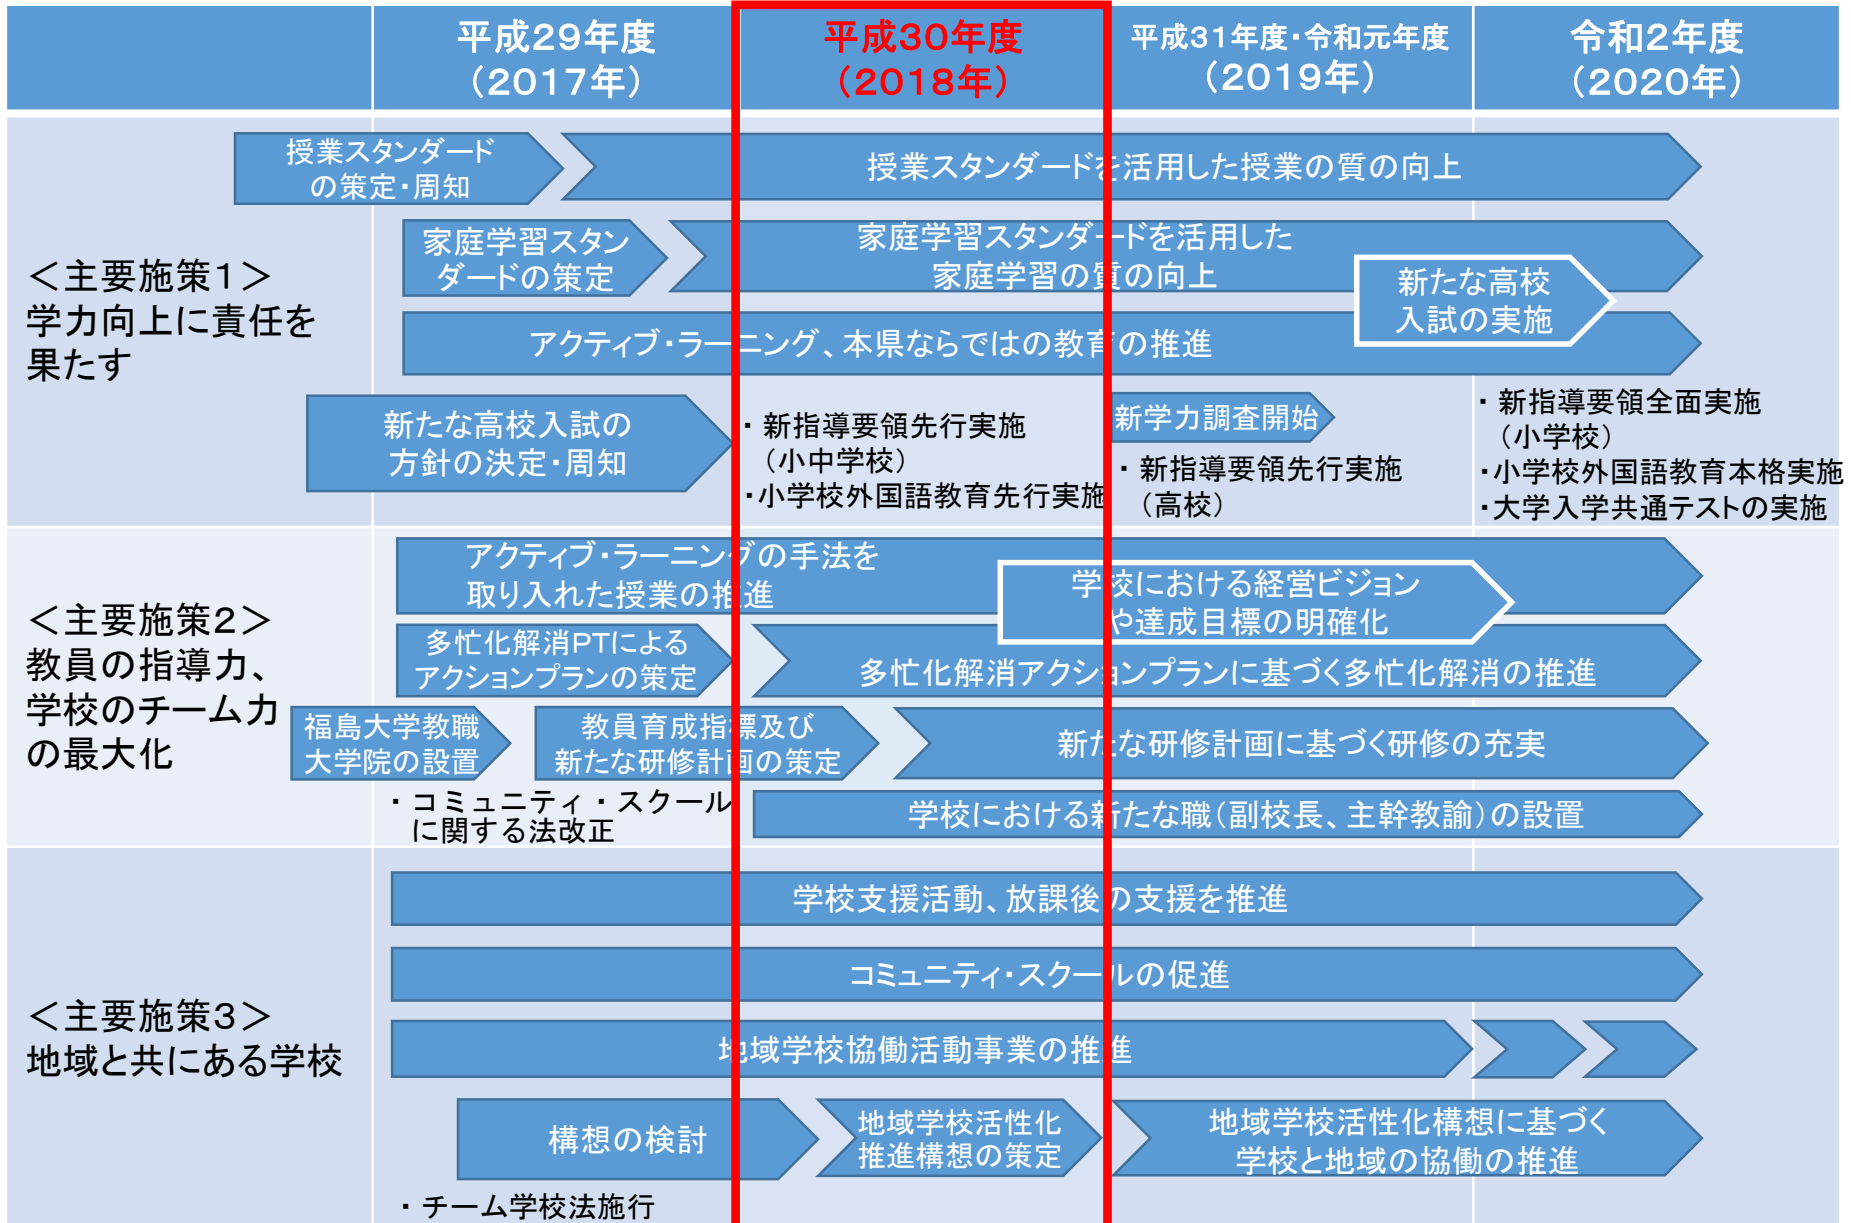 平成29年度
（2017年）
平成30年度
（2018年）
平成31年度・令和元年度
（2019年）
令和2年度
（2020年）
＜主要施策1＞
学力向上に責任を
果たす
授業スタンダード
の策定・周知
授業スタンダードを活用した授業の質の向上
家庭学習スタン
ダードの策定
家庭学習スタンダードを活用した
家庭学習の質の向上
新たな高校
入試の実施
アクティブ・ラーニング、本県ならではの教育の推進
新たな高校入試の
方針の決定・周知
・新指導要領先行実施
（小中学校）
・小学校外国語教育先行実施
新学力調査開始
・新指導要領先行実施
（高校）
・新指導要領全面実施
（小学校）
・小学校外国語教育本格実施
・大学入学共通テストの実施
＜主要施策2＞
教員の指導力、
学校のチーム力
の最大化
アクティブ・ラーニングの手法を
取り入れた授業の推進
学校における経営ビジョン
や達成目標の明確化
多忙化解消PTによる
アクションプランの策定
多忙化解消アクションプランに基づく多忙化解消の推進
福島大学教職
大学院の設置
教員育成指標及び
新たな研修計画の策定
新たな研修計画に基づく研修の充実
・コミュニティ・スクール
に関する法改正
学校における新たな職（副校長、主幹教諭）の設置
＜主要施策3＞
地域と共にある学校
学校支援活動、放課後の支援を推進
コミュニティ・スクールの促進
地域学校協働活動事業の推進
構想の検討
地域学校活性化
推進構想の策定
地域学校活性化構想に基づく
学校と地域の協働の推進
・チーム学校法施行